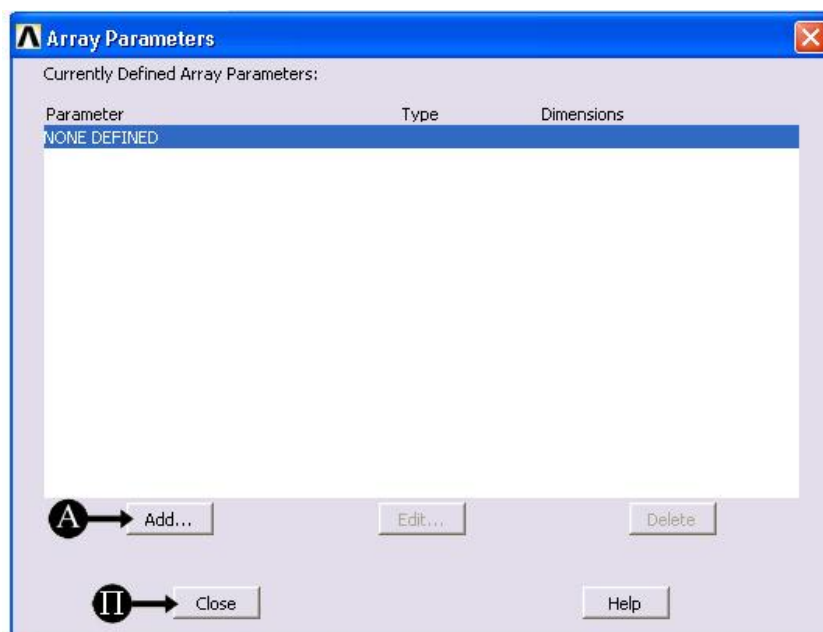 Array Parameters
Currently Defined Array Parameters:
Parameter Type Dimensions
NONE DEFINED
А Add... Edit... Delete
П Close Help